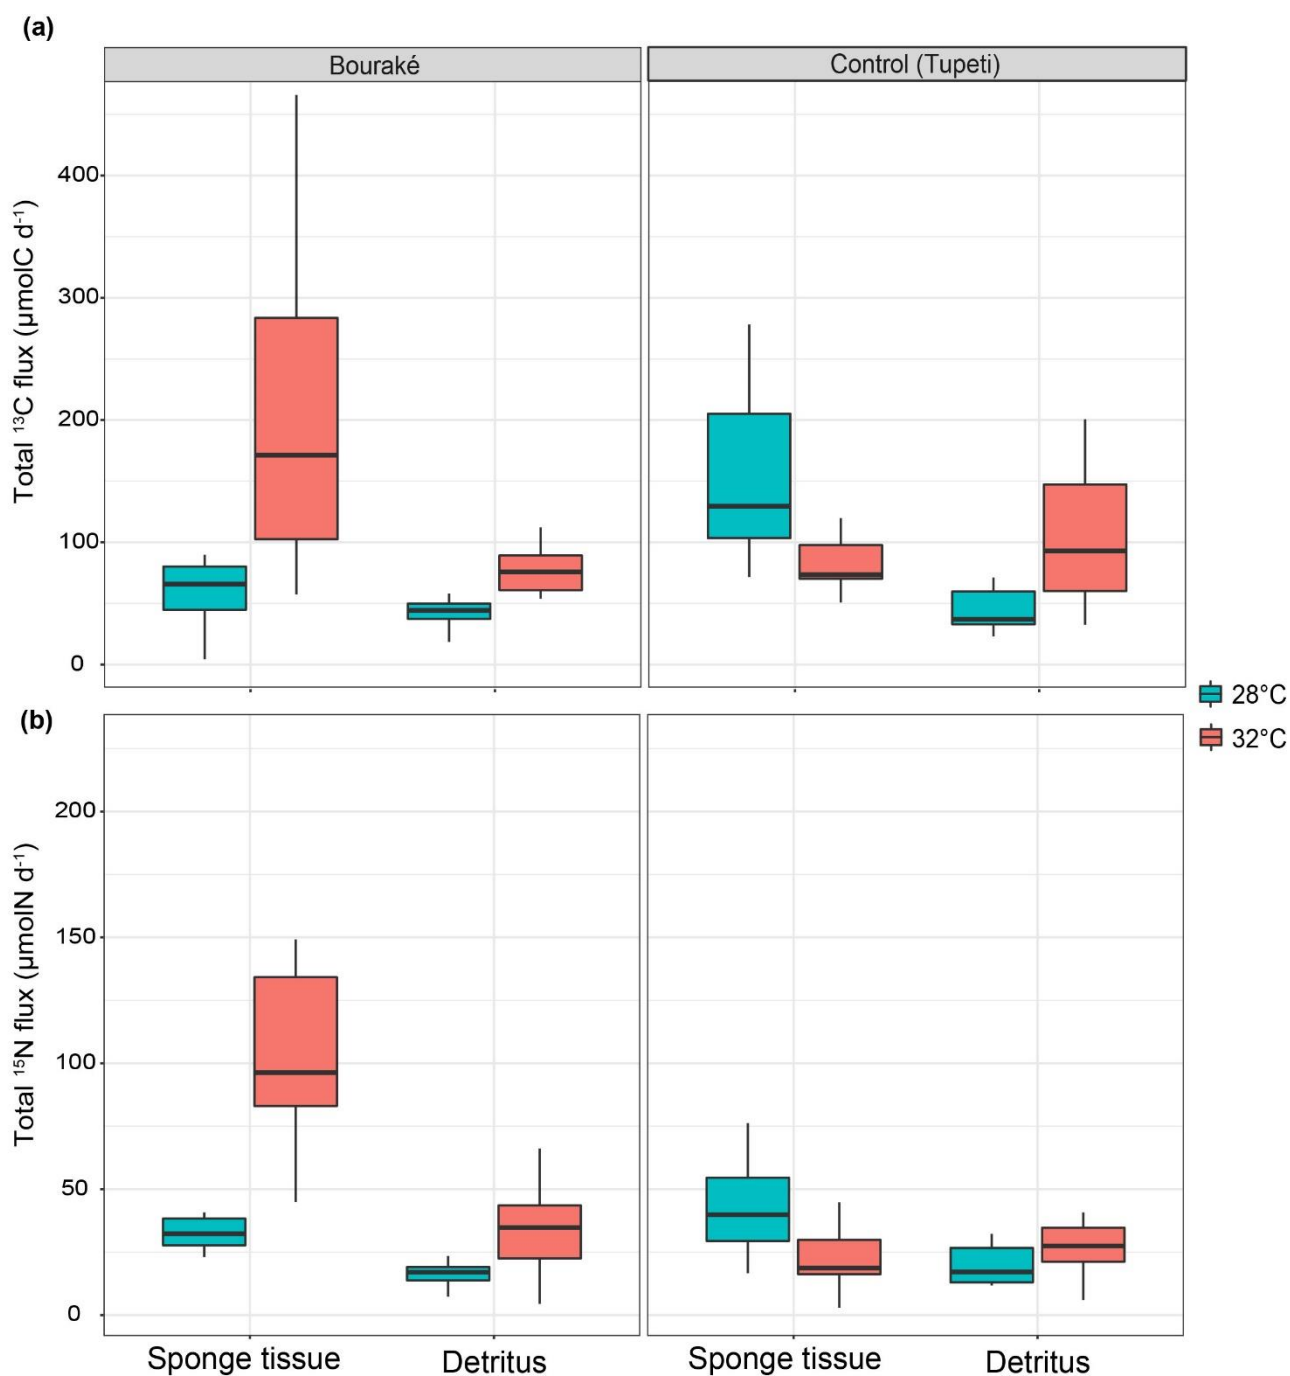 (a)
Bouraké
Control (Tupeti)
Total ¹³C flux (µmolC d⁻¹)
400
300
200
100
0
28°C
32°C
(b)
Total ¹⁵N flux (µmolN d⁻¹)
200
150
100
50
0
Sponge tissue
Detritus
Sponge tissue
Detritus